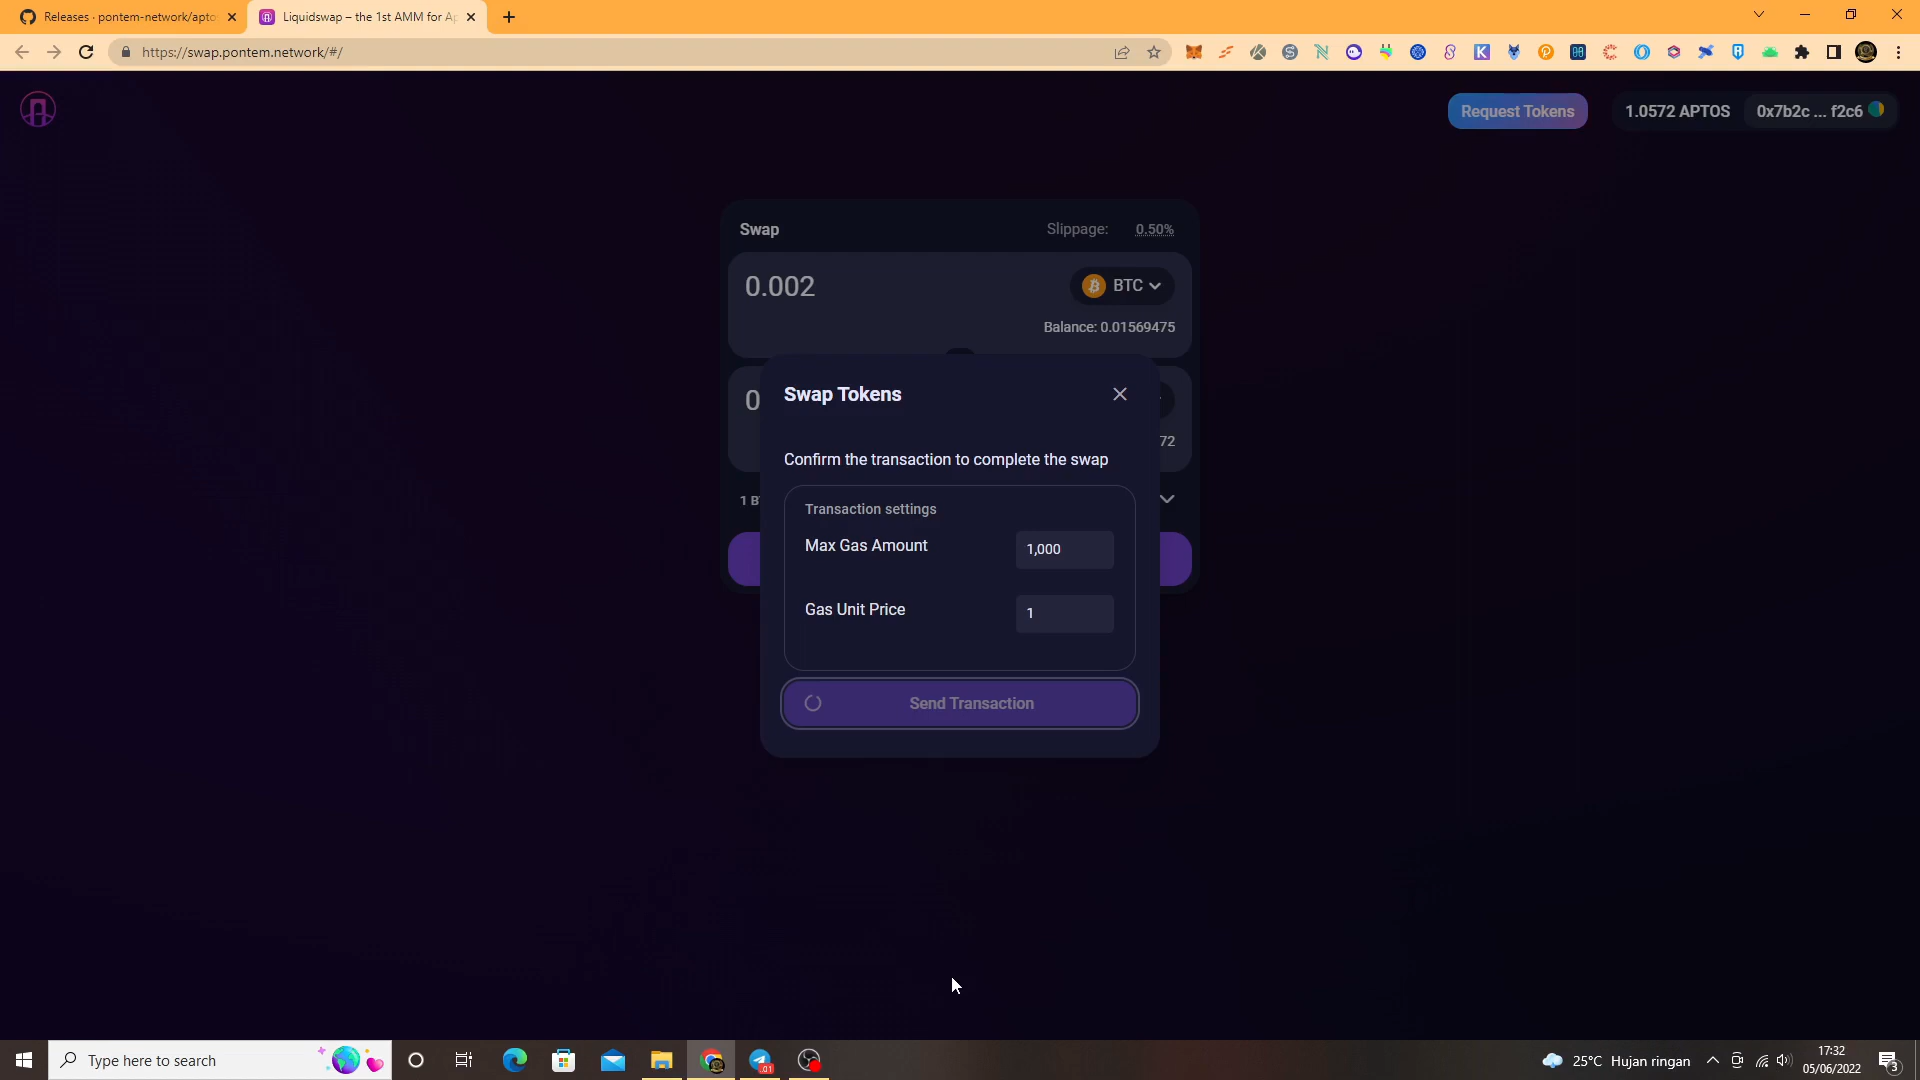 Releases · pontem-network/apto
Liquidswap – the 1st AMM for Ap
https://swap.pontem.network/#/
Request Tokens
1.0572 APTOS
0x7b2c ... f2c6
Swap
Slippage:
0.50%
0.002
BTC
Balance: 0.01569475
0
72
Swap Tokens
Confirm the transaction to complete the swap
Transaction settings
Max Gas Amount
1,000
Gas Unit Price
1
1 B
Send Transaction
Type here to search
25°C Hujan ringan
17:32
05/06/2022
3